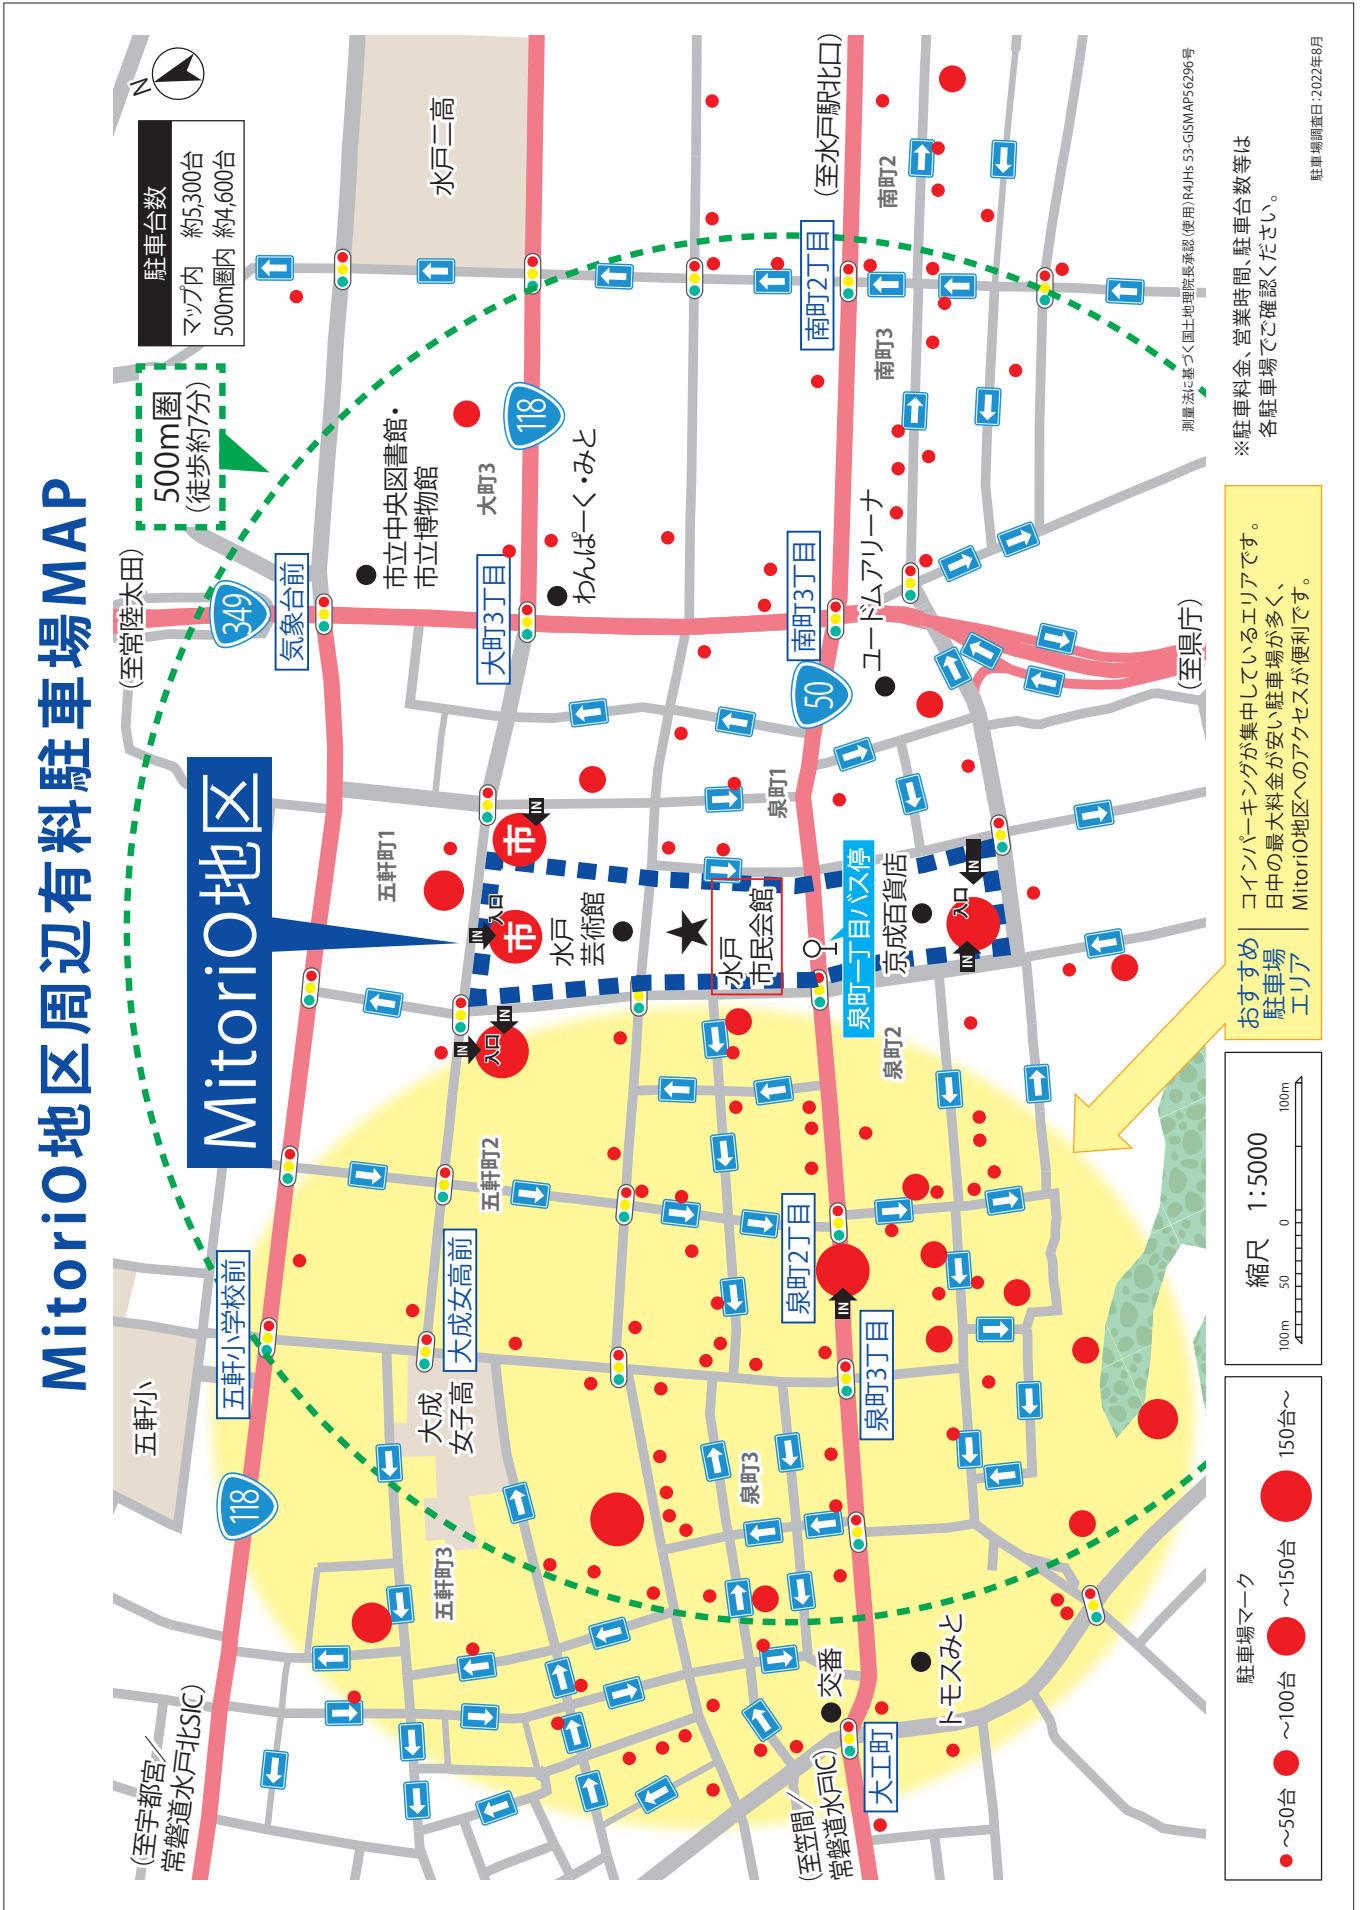 MitoriO地区周辺有料駐車場MAP
N
駐車台数
マップ内 約5,300台
500m圏内 約4,600台
500m圏
(徒歩約7分)
(至常陸太田)
349
気象台前
水戸二高
市立中央図書館・
市立博物館
大町3
118
大町3丁目
わんぱーく・みと
(至水戸駅北口)
南町2
南町2丁目
南町3
南町3丁目
ユードムアリーナ
50
(至県庁)
MitoriO地区
五軒町1
市
IN
市
入口
IN
水戸
芸術館
水戸
市民会館
泉町1
泉町一丁目バス停
京成百貨店
入口
IN
IN
泉町2
入口
IN
IN
五軒町2
五軒小
五軒小学校前
118
大成女高前
大成
女子高
五軒町3
泉町2丁目
IN
泉町3丁目
泉町3
交番
トモスみと
大工町
(至宇都宮/
常磐道水戸北SIC)
(至笠間/
常磐道水戸IC)
測量法に基づく国土地理院長承認(使用)R4JHs 53-GISMAP56296号
※駐車料金、営業時間、駐車台数等は
各駐車場でご確認ください。
駐車場調査日:2022年8月
おすすめ
駐車場
エリア
コインパーキングが集中しているエリアです。
日中の最大料金が安い駐車場が多く、
MitoriO地区へのアクセスが便利です。
縮尺 1:5000
100m 50 0 100m
駐車場マーク
~50台 ~100台 ~150台 150台~